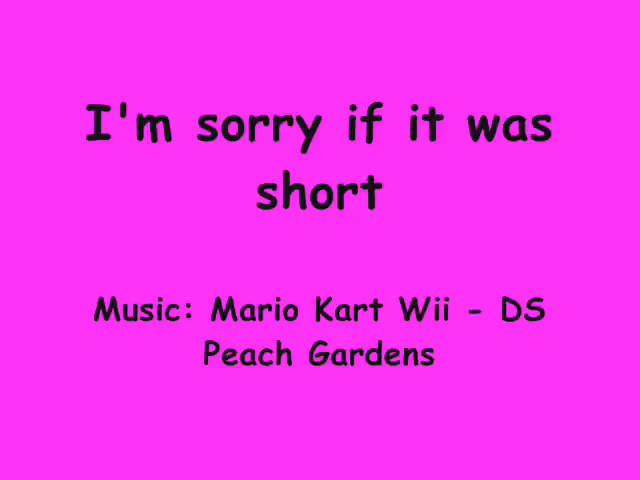 I'm sorry if it was
short
Music: Mario Kart Wii - DS
Peach Gardens